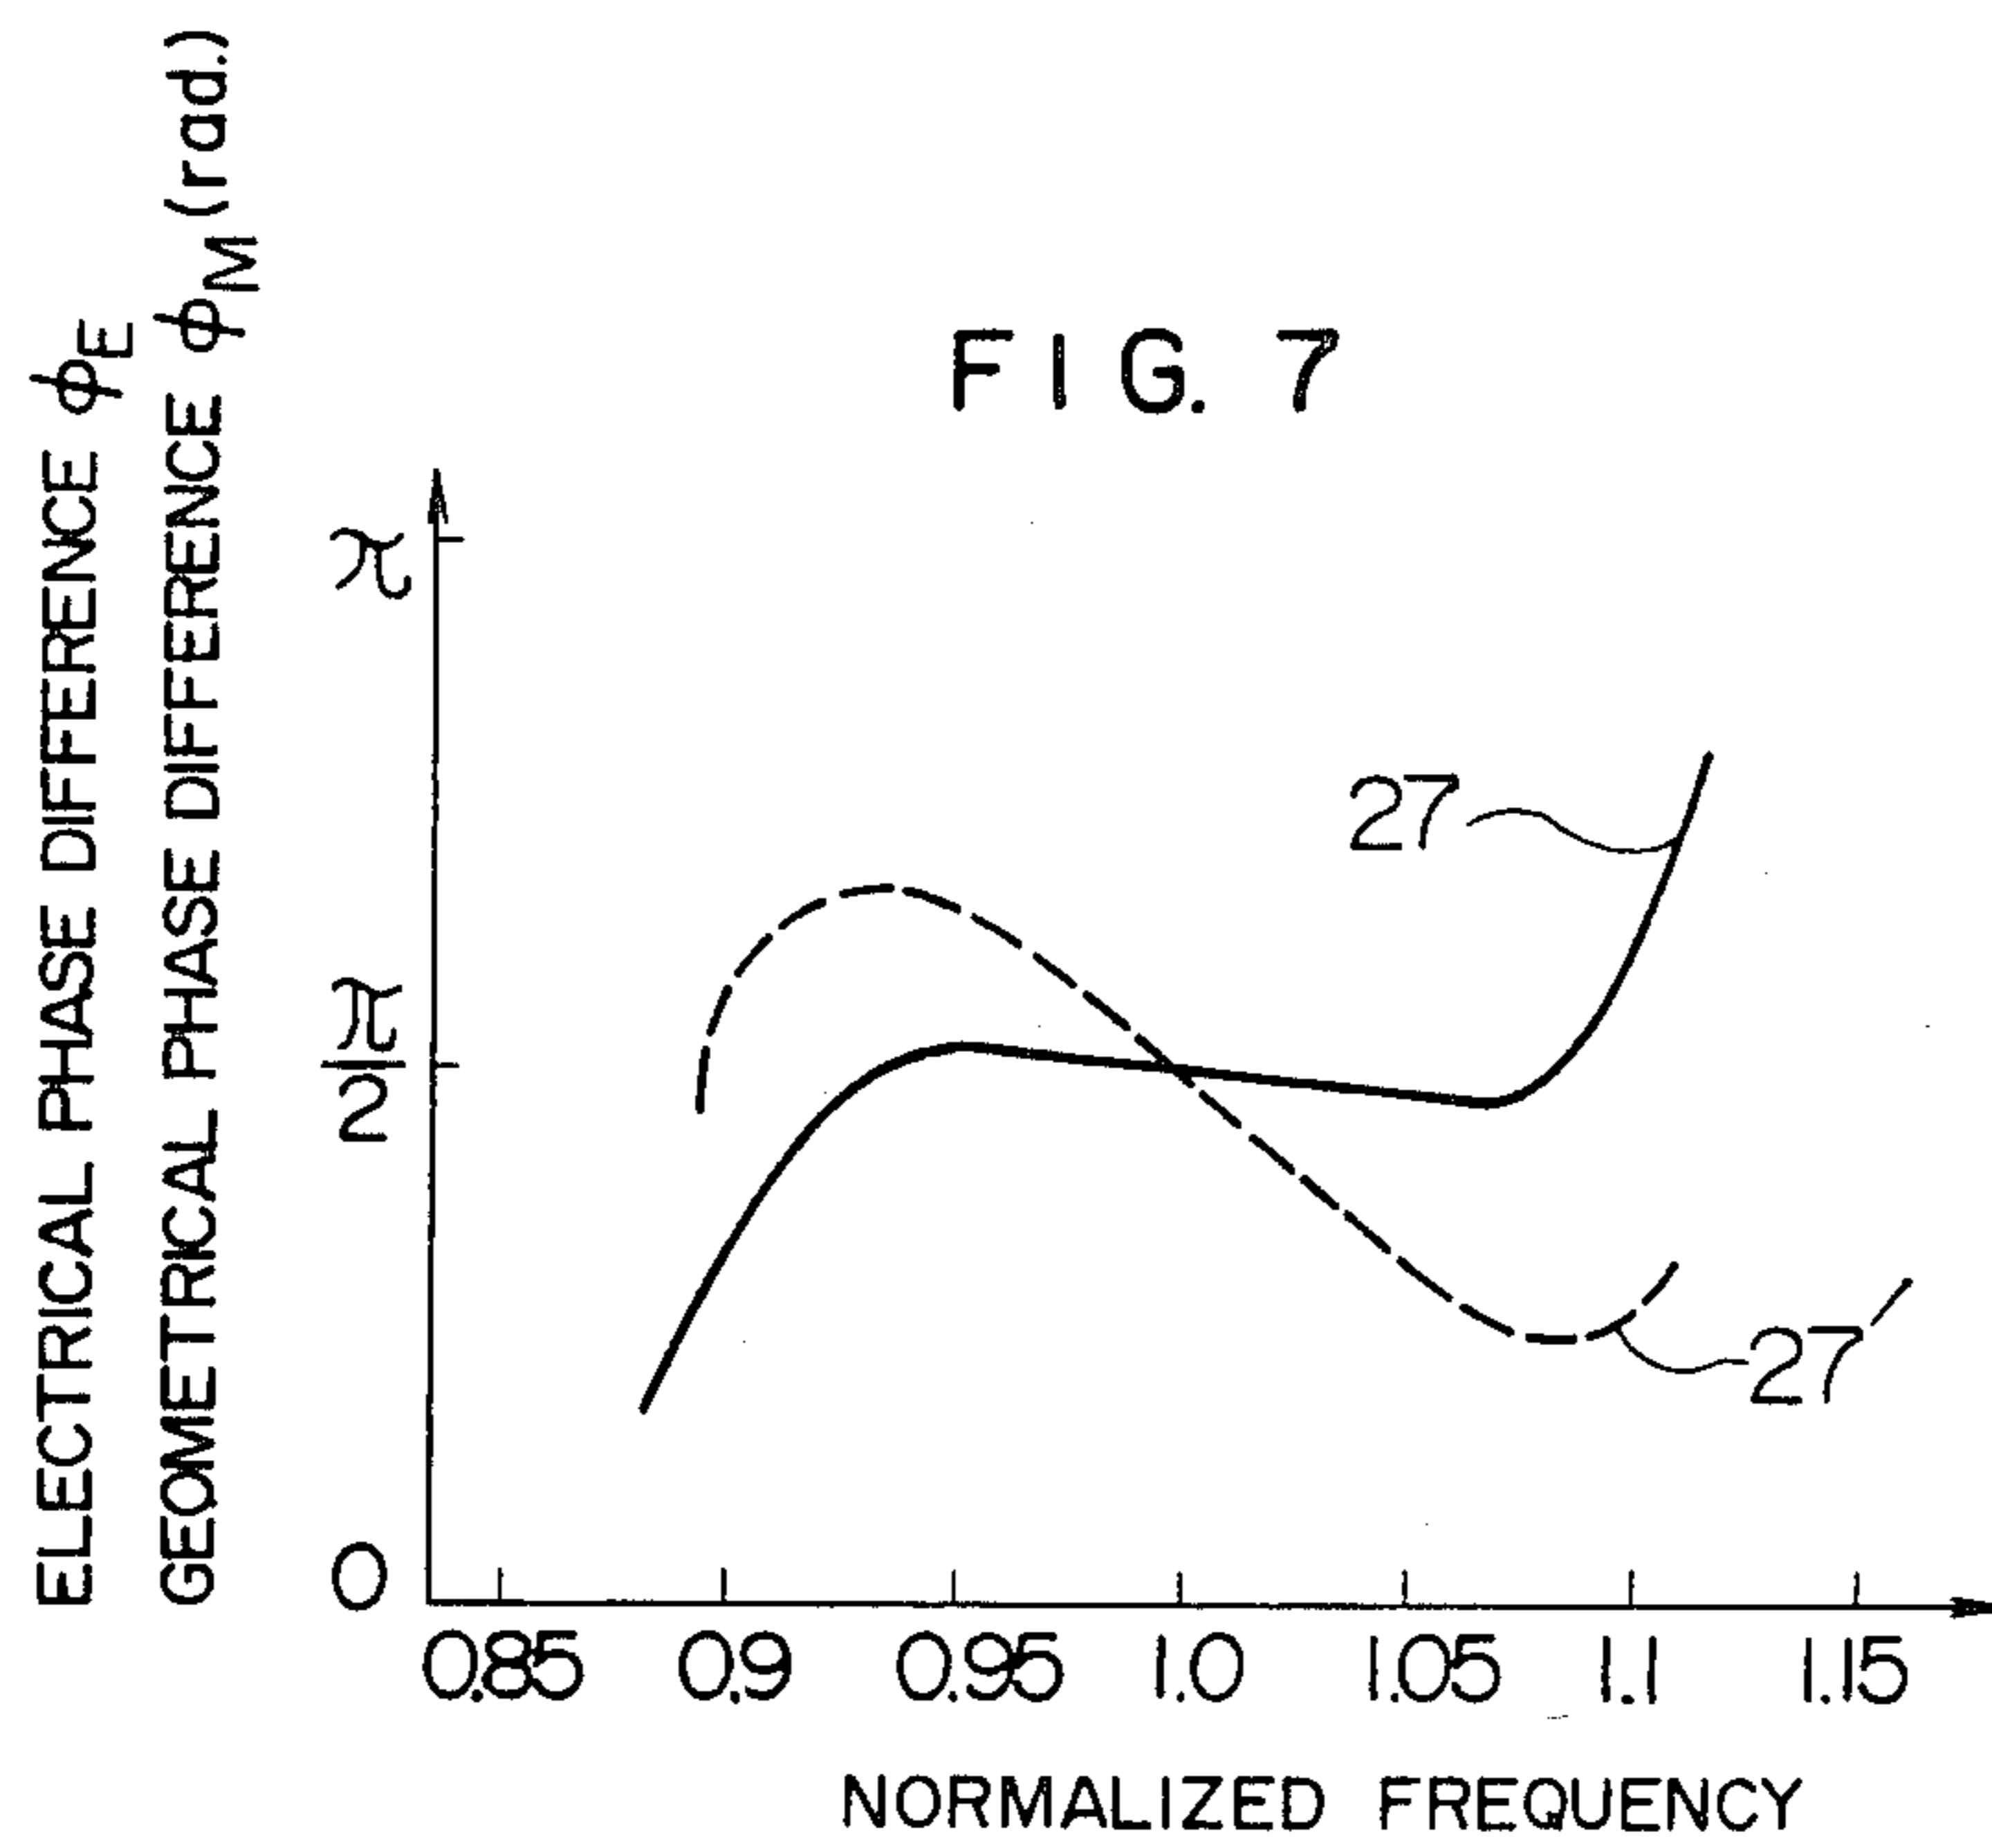 FIG. 7
ELECTRICAL PHASE DIFFERENCE ϕE
GEOMETRICAL PHASE DIFFERENCE ϕM (rad.)
π
π
2
0
27
27'
0.85 0.9 0.95 1.0 1.05 1.1 1.15
NORMALIZED FREQUENCY